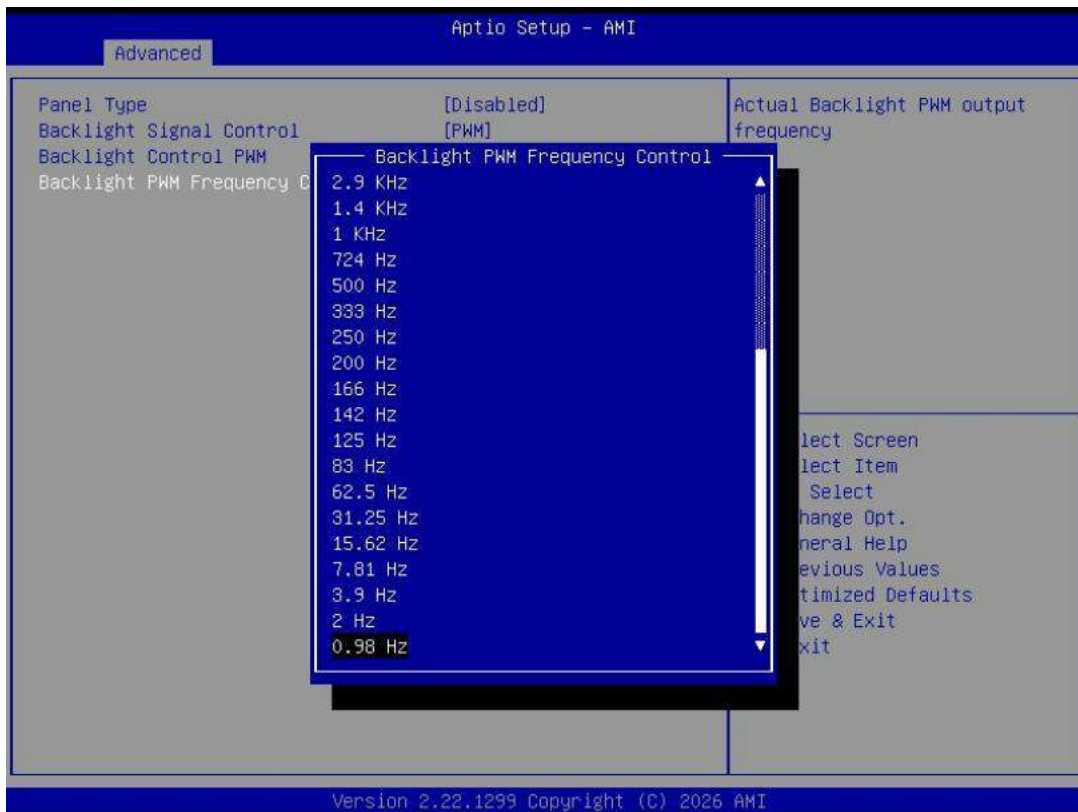 Aptio Setup – AMI
Advanced
Panel Type [Disabled]
Backlight Signal Control [PWM]
Backlight Control PWM
Backlight PWM Frequency C
Actual Backlight PWM output
frequency
Backlight PWM Frequency Control
2.9 KHz
1.4 KHz
1 KHz
724 Hz
500 Hz
333 Hz
250 Hz
200 Hz
166 Hz
142 Hz
125 Hz
83 Hz
62.5 Hz
31.25 Hz
15.62 Hz
7.81 Hz
3.9 Hz
2 Hz
0.98 Hz
lect Screen
lect Item
Select
hange Opt.
neral Help
evious Values
timized Defaults
ve & Exit
xit
Version 2.22.1299 Copyright (C) 2026 AMI